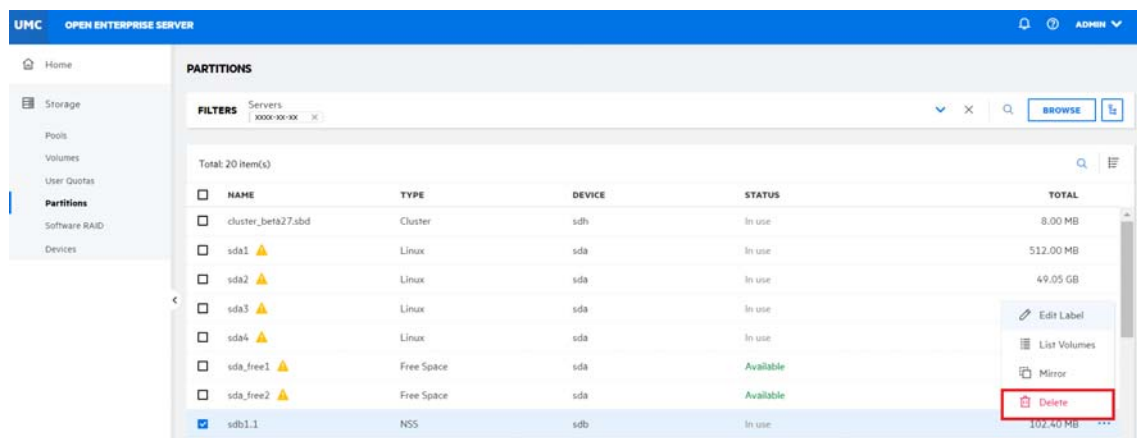 UMC OPEN ENTERPRISE SERVER ADMIN
Home
PARTITIONS
Storage
FILTERS Servers
xxxx-xx-xx
BROWSE
Pools
Volumes
Total: 20 item(s)
User Quotas
NAME TYPE DEVICE STATUS TOTAL
Partitions
cluster_beta27.sbd Cluster sdh In use 8.00 MB
Software RAID
Devices
sda1 Linux sda In use 512.00 MB
sda2 Linux sda In use 49.05 GB
sda3 Linux sda In use
Edit Label
sda4 Linux sda In use
List Volumes
sda_free1 Free Space sda Available
Mirror
sda_free2 Free Space sda Available
Delete
sdb1.1 NSS sdb In use 102.40 MB